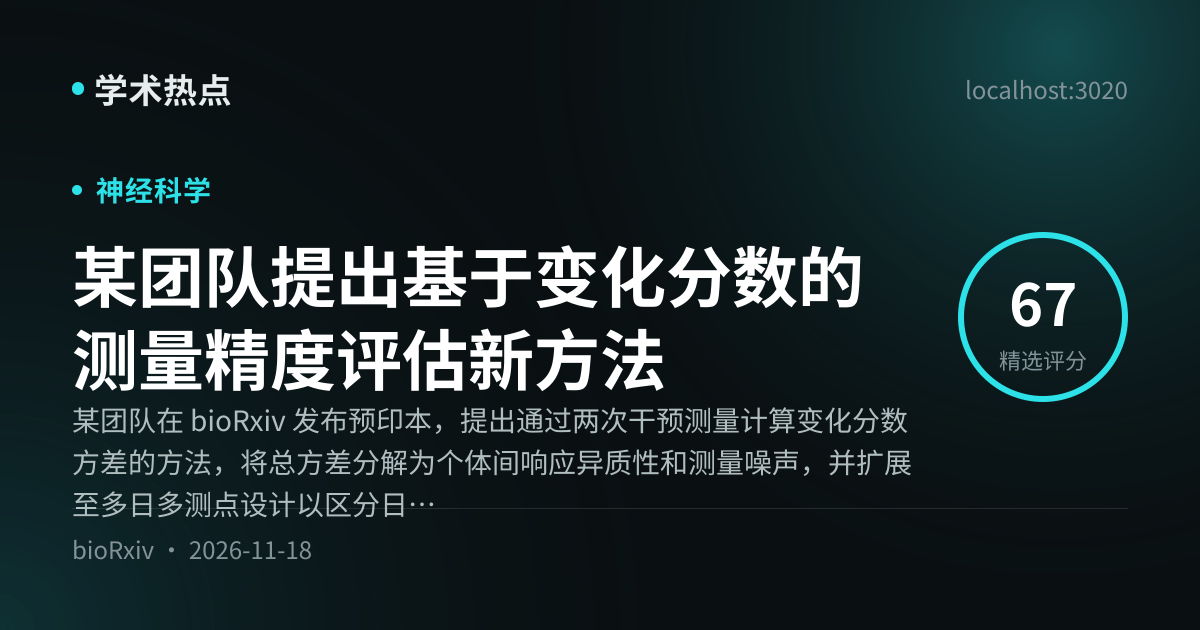 学术热点
localhost:3020
神经科学
某团队提出基于变化分数的
测量精度评估新方法
67
精选评分
某团队在 bioRxiv 发布预印本，提出通过两次干预测量计算变化分数
方差的方法，将总方差分解为个体间响应异质性和测量噪声，并扩展
至多日多测点设计以区分日…
bioRxiv • 2026-11-18